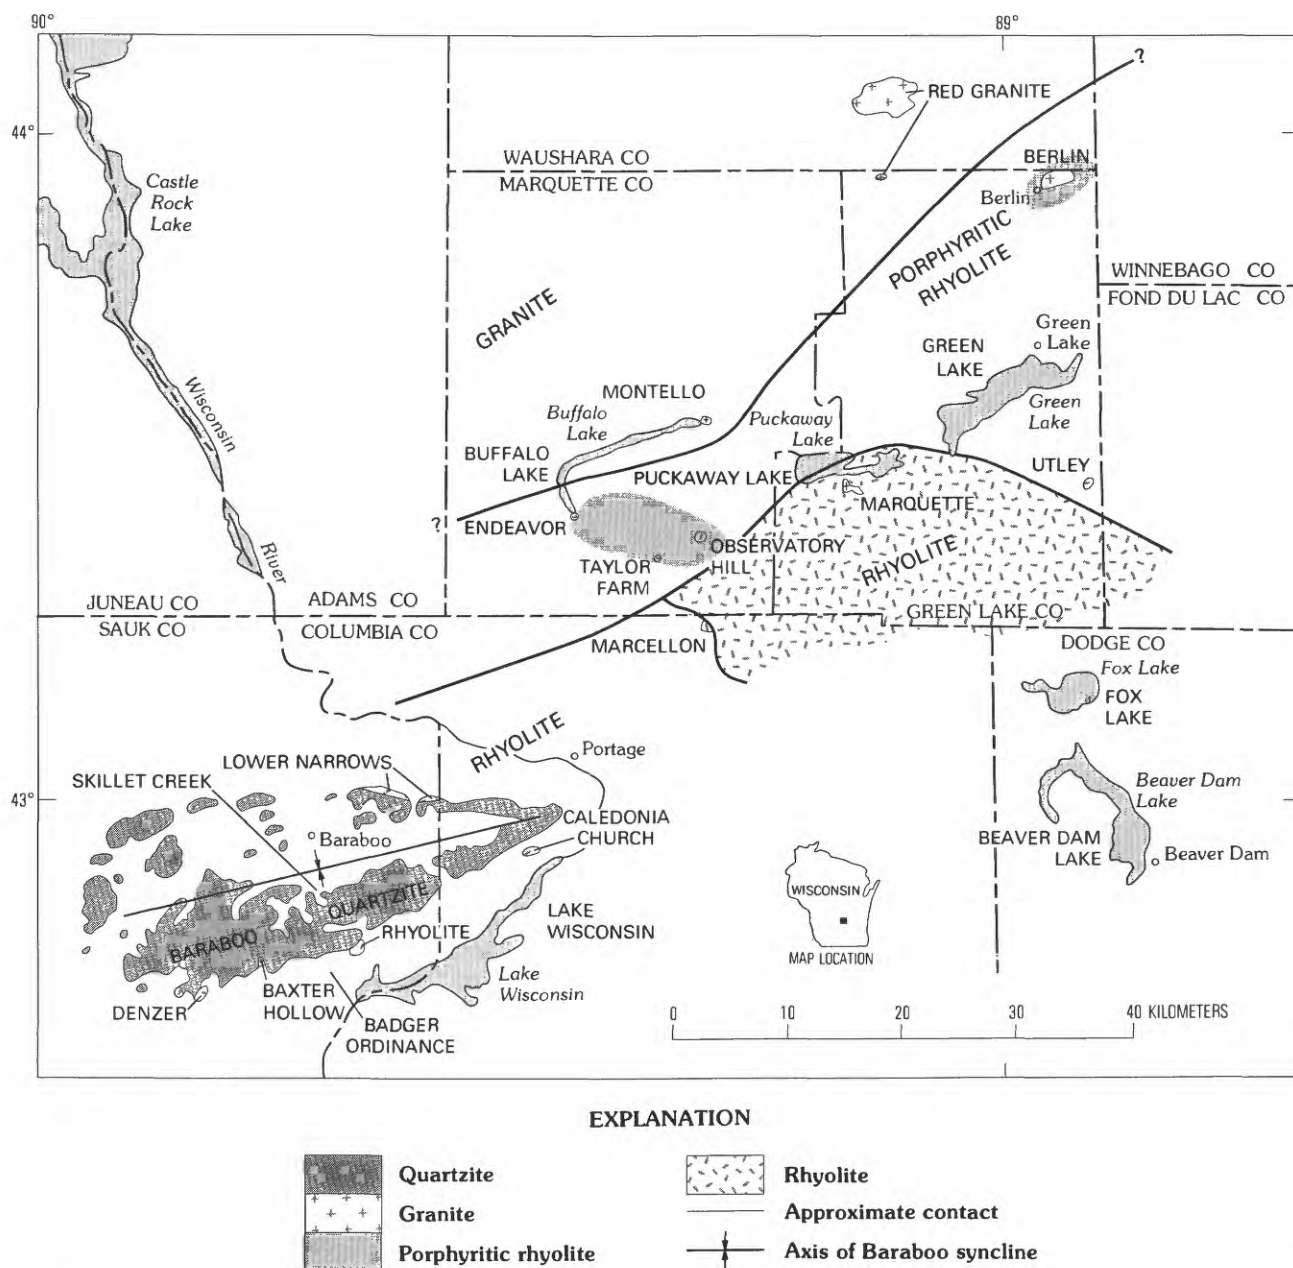 90°
89°
?
RED GRANITE
44°
WAUSHARA CO
MARQUETTE CO
BERLIN
Berlin
Castle
Rock
Lake
PORPHYRITIC
RHYOLITE
WINNEBAGO CO
FOND DU LAC CO
GRANITE
Green
Lake
GREEN
LAKE
Green
Lake
Wisconsin
River
MONTELLO
Buffalo
Lake
Puckaway
Lake
BUFFALO
LAKE
PUCKAWAY LAKE
UTLEY
MARQUETTE
?
ENDEAVOR
OBSERVATORY
HILL
TAYLOR
FARM
RHYOLITE
JUNEAU CO
SAUK CO
ADAMS CO
COLUMBIA CO
GREEN LAKE CO
DODGE CO
MARCELLON
Fox Lake
FOX
LAKE
RHYOLITE
Portage
LOWER NARROWS
SKILLET CREEK
43°
Baraboo
CALEDONIA
CHURCH
Beaver Dam
Lake
BEAVER DAM
LAKE
Beaver Dam
WISCONSIN
MAP LOCATION
QUARTZITE
BARABOO
RHYOLITE
LAKE
WISCONSIN
Lake
Wisconsin
DENZER
BAXTER
HOLLOW
BADGER
ORDINANCE
0 10 20 30 40 KILOMETERS
EXPLANATION
Quartzite
Granite
Porphyritic rhyolite
Rhyolite
Approximate contact
Axis of Baraboo syncline